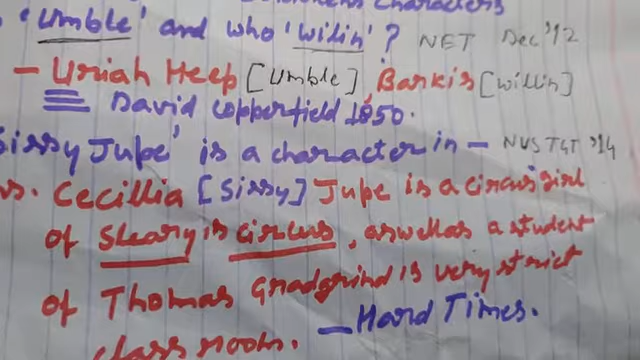 characters
'Umble' and who 'Willin' ? NET Dec '12
– Uriah Heep [Umble], Barkis [Willin]
David Copperfield 1850.
Sissy Jupe' is a character in – NVS TGT '14
Cecillia [Sissy] Jupe is a circus girl
of Sleary's circus, as well as a student
of Thomas Gradgrind's very strict
class room. – Hard Times.